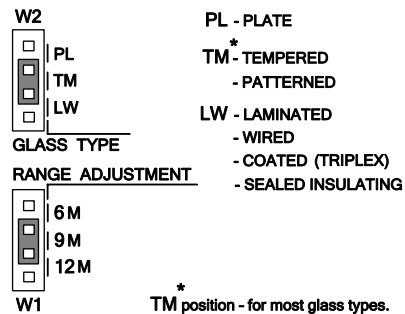 W2
PL
TM
LW
GLASS TYPE
RANGE ADJUSTMENT
6M
9M
12M
W1
PL - PLATE
TM* - TEMPERED
- PATTERNED
LW - LAMINATED
- WIRED
- COATED (TRIPLEX)
- SEALED INSULATING
TM* position - for most glass types.